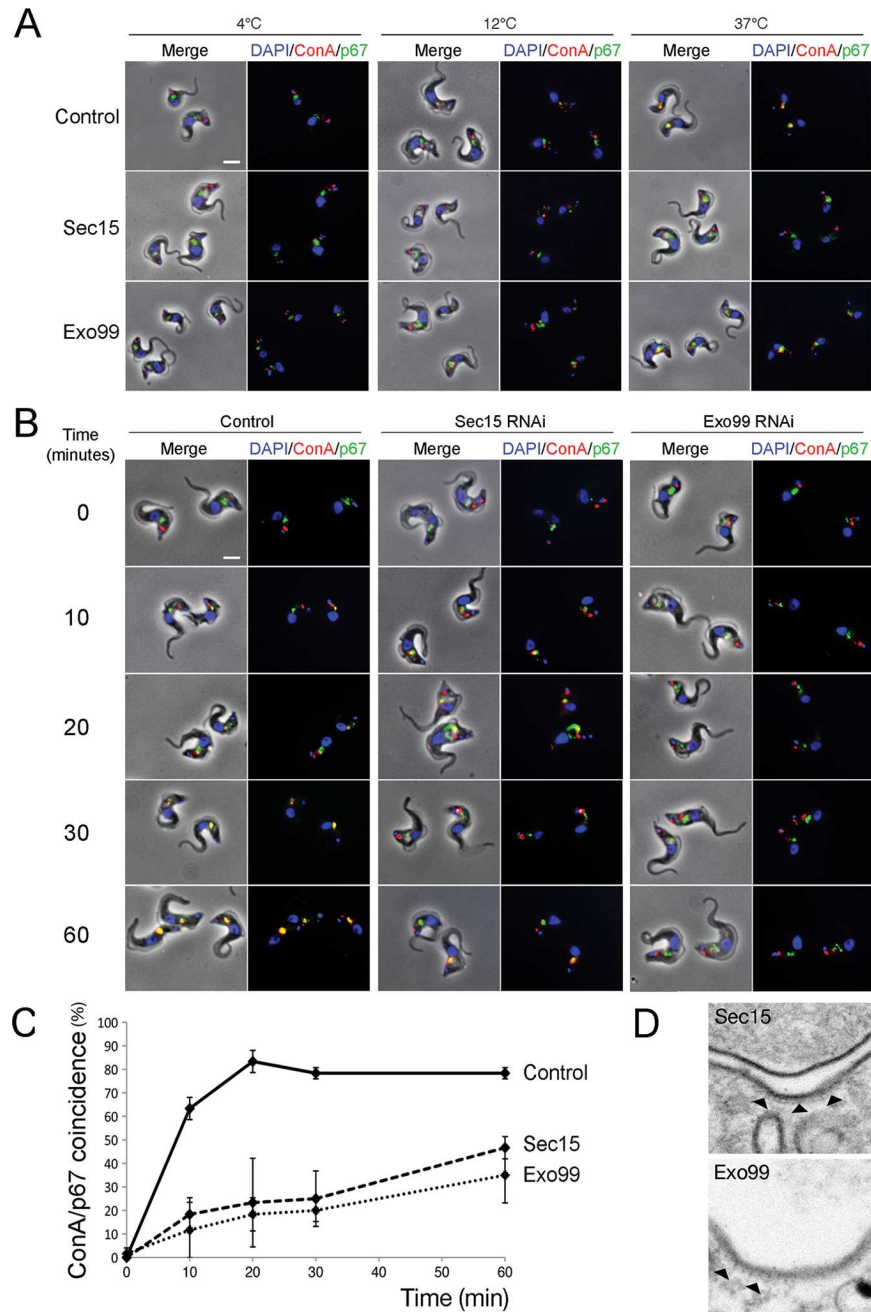 A
4°C 12°C 37°C
Merge DAPI/ConA/p67 Merge DAPI/ConA/p67 Merge DAPI/ConA/p67
Control
Sec15
Exo99
B
Time
(minutes)
Control Sec15 RNAi Exo99 RNAi
Merge DAPI/ConA/p67 Merge DAPI/ConA/p67 Merge DAPI/ConA/p67
0
10
20
30
60
C
ConA/p67 coincidence (%)
100
90
80
70
60
50
40
30
20
10
0
0 10 20 30 40 50 60
Time (min)
Control
Sec15
Exo99
D
Sec15
Exo99